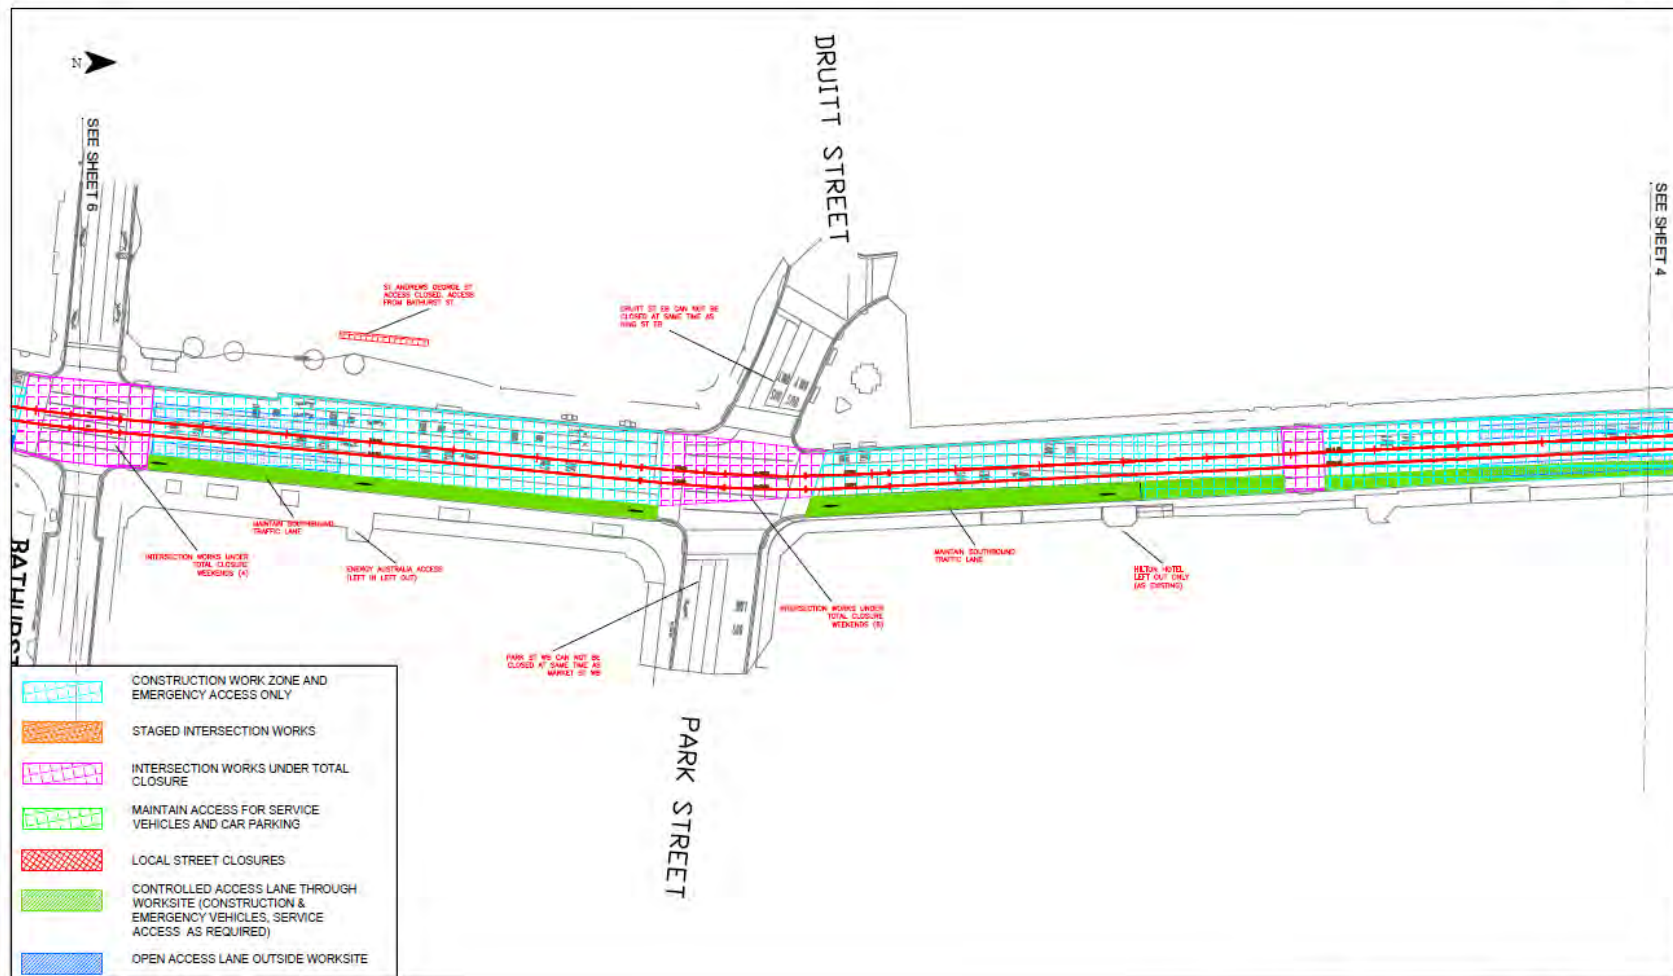 N
SEE SHEET 6
DRUITT STREET
SEE SHEET 4
ST ANDREWS GEORGE ST
ACCESS CLOSED. ACCESS
FROM BATHURST ST
DRUITT ST EB CAN NOT BE
CLOSED AT SAME TIME AS
KING ST EB
MAINTAIN SOUTHBOUND
TRAFFIC LANE
INTERSECTION WORKS UNDER
TOTAL CLOSURE
WEEKENDS (4)
ENERGY AUSTRALIA ACCESS
(LEFT IN LEFT OUT)
PARK ST WB CAN NOT BE
CLOSED AT SAME TIME AS
MARKET ST WB
INTERSECTION WORKS UNDER
TOTAL CLOSURE
WEEKENDS (8)
MAINTAIN SOUTHBOUND
TRAFFIC LANE
HILTON HOTEL
LEFT OUT ONLY
(AS EXISTING)
BATHURST
PARK STREET
CONSTRUCTION WORK ZONE AND
EMERGENCY ACCESS ONLY
STAGED INTERSECTION WORKS
INTERSECTION WORKS UNDER TOTAL
CLOSURE
MAINTAIN ACCESS FOR SERVICE
VEHICLES AND CAR PARKING
LOCAL STREET CLOSURES
CONTROLLED ACCESS LANE THROUGH
WORKSITE (CONSTRUCTION &
EMERGENCY VEHICLES, SERVICE
ACCESS AS REQUIRED)
OPEN ACCESS LANE OUTSIDE WORKSITE